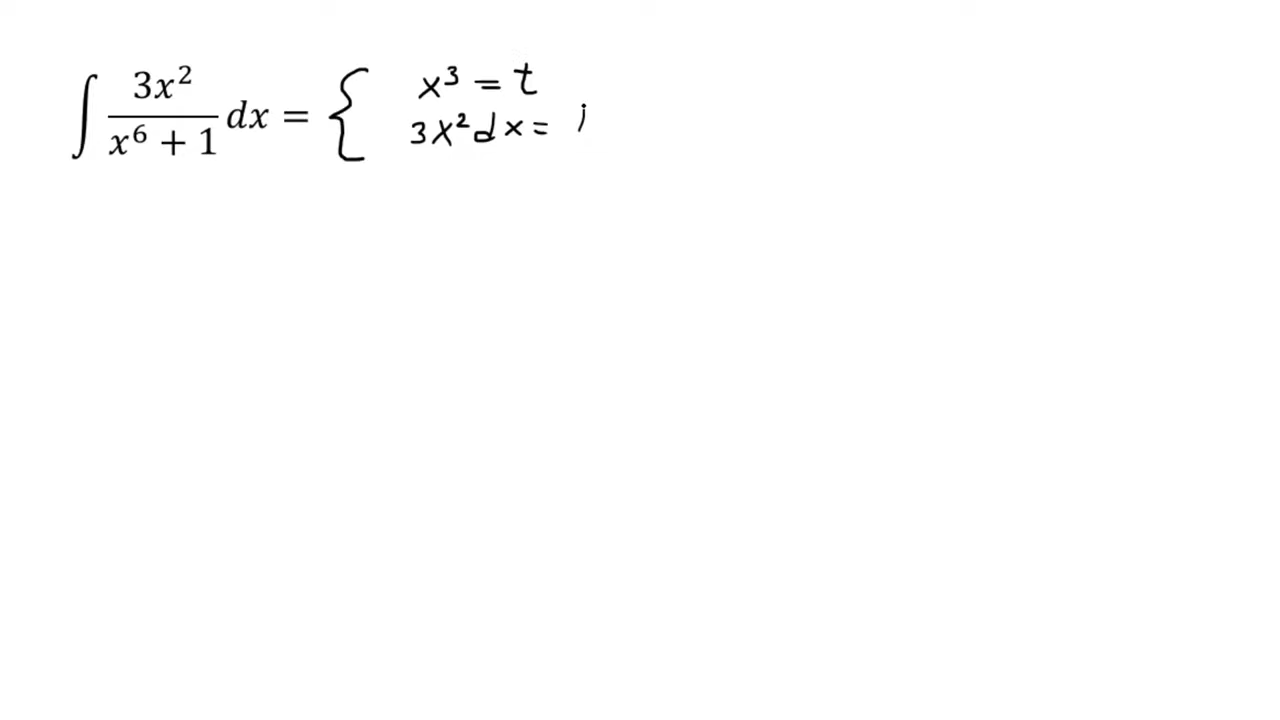 ∫ 3x²/(x⁶ + 1) dx = { x³ = t
3x²dx =